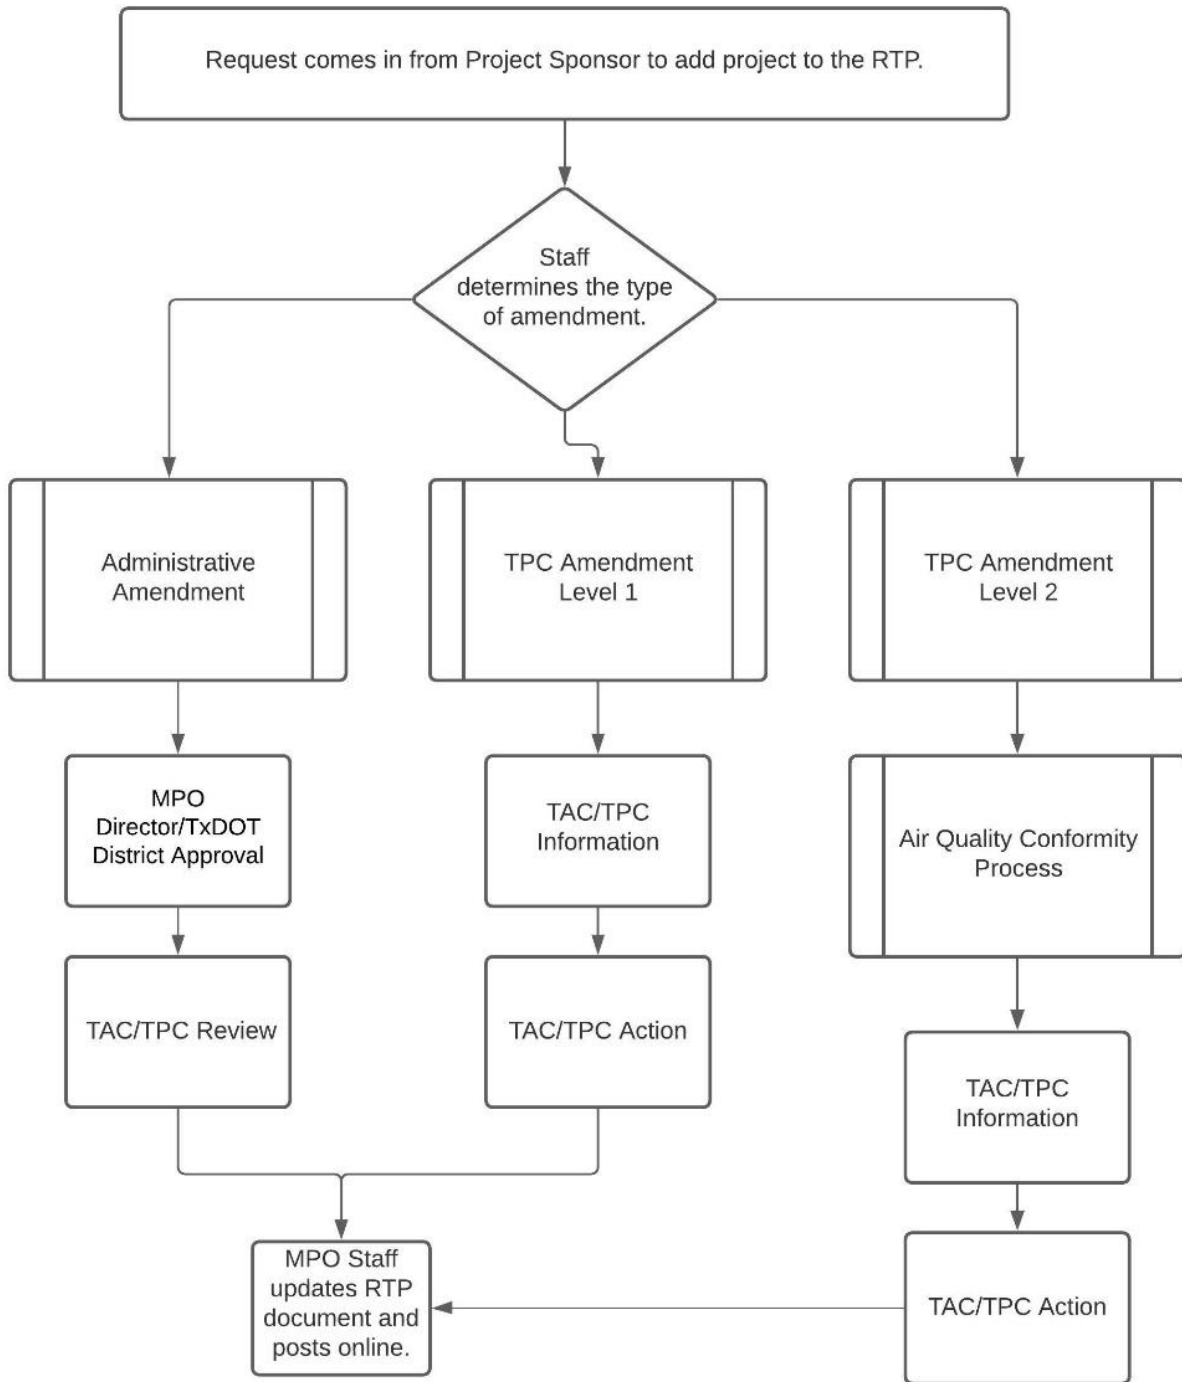 Request comes in from Project Sponsor to add project to the RTP.
Staff
determines the type
of amendment.
Administrative
Amendment
TPC Amendment
Level 1
TPC Amendment
Level 2
MPO
Director/TxDOT
District Approval
TAC/TPC
Information
Air Quality Conformity
Process
TAC/TPC Review
TAC/TPC Action
TAC/TPC
Information
MPO Staff
updates RTP
document and
posts online.
TAC/TPC Action